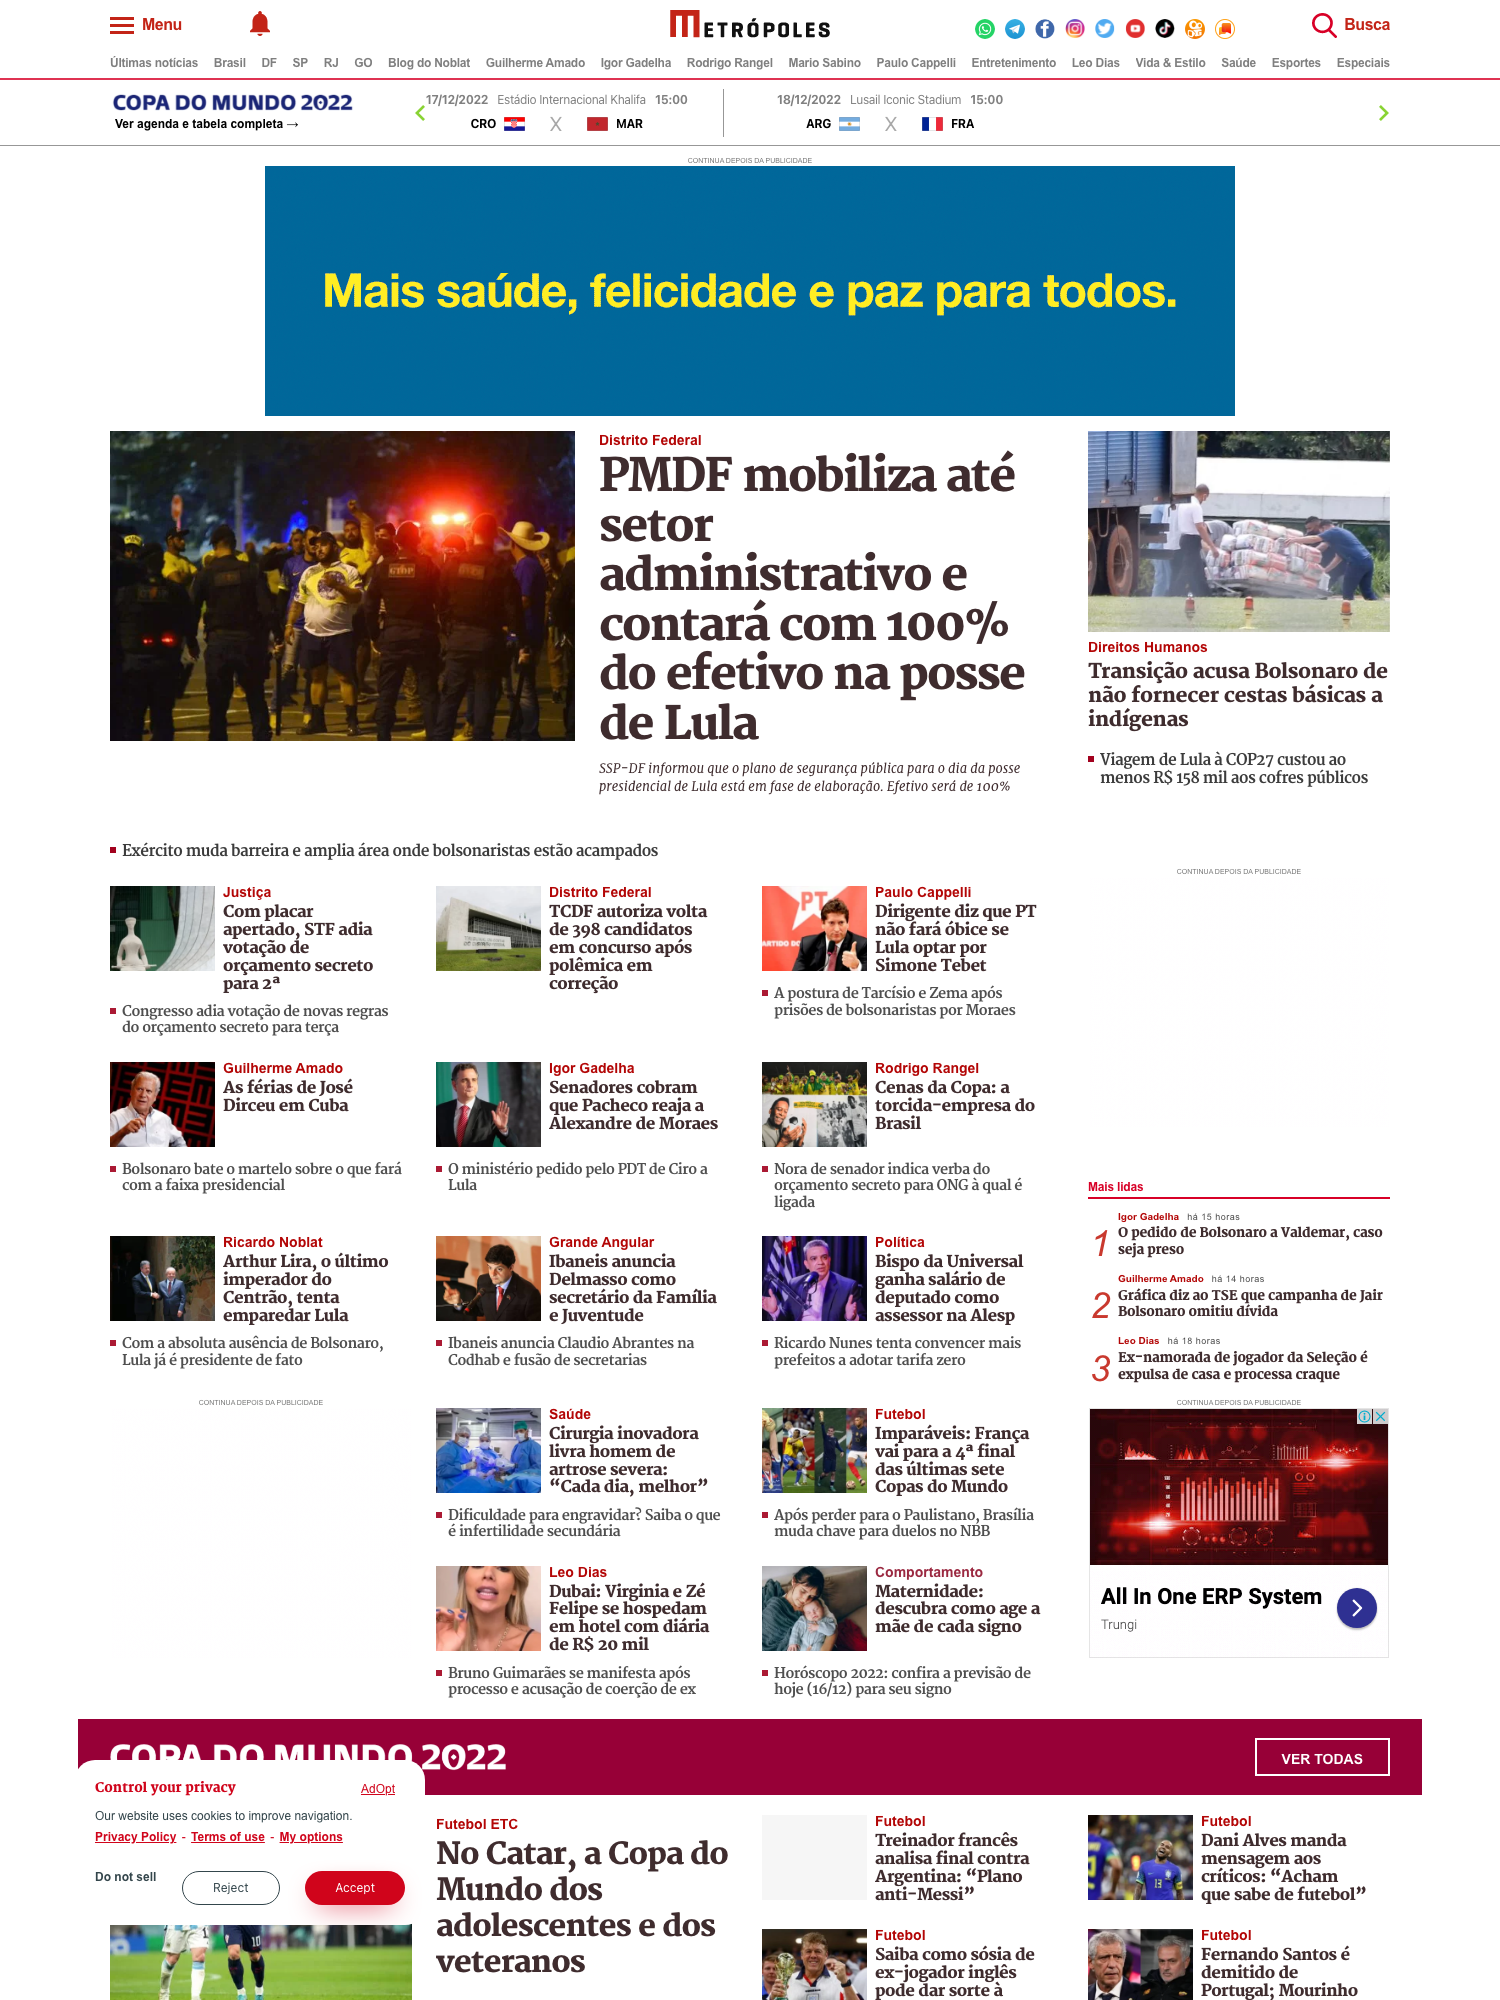 Menu
METRÓPOLES
Busca
Últimas notícias Brasil DF SP RJ GO Blog do Noblat Guilherme Amado Igor Gadelha Rodrigo Rangel Mario Sabino Paulo Cappelli Entretenimento Leo Dias Vida & Estilo Saúde Esportes Especiais
COPA DO MUNDO 2022
Ver agenda e tabela completa →
17/12/2022 Estádio Internacional Khalifa 15:00
CRO X MAR
18/12/2022 Lusail Iconic Stadium 15:00
ARG X FRA
CONTINUA DEPOIS DA PUBLICIDADE
Mais saúde, felicidade e paz para todos.
Distrito Federal
PMDF mobiliza até
setor
administrativo e
contará com 100%
do efetivo na posse
de Lula
SSP-DF informou que o plano de segurança pública para o dia da posse
presidencial de Lula está em fase de elaboração. Efetivo será de 100%
Exército muda barreira e amplia área onde bolsonaristas estão acampados
Direitos Humanos
Transição acusa Bolsonaro de
não fornecer cestas básicas a
indígenas
Viagem de Lula à COP27 custou ao
menos R$ 158 mil aos cofres públicos
CONTINUA DEPOIS DA PUBLICIDADE
Justiça
Com placar
apertado, STF adia
votação de
orçamento secreto
para 2ª
Congresso adia votação de novas regras
do orçamento secreto para terça
Distrito Federal
TCDF autoriza volta
de 398 candidatos
em concurso após
polêmica em
correção
PT
PARTIDO DO
Paulo Cappelli
Dirigente diz que PT
não fará óbice se
Lula optar por
Simone Tebet
A postura de Tarcísio e Zema após
prisões de bolsonaristas por Moraes
Guilherme Amado
As férias de José
Dirceu em Cuba
Bolsonaro bate o martelo sobre o que fará
com a faixa presidencial
Igor Gadelha
Senadores cobram
que Pacheco reaja a
Alexandre de Moraes
O ministério pedido pelo PDT de Ciro a
Lula
Rodrigo Rangel
Cenas da Copa: a
torcida-empresa do
Brasil
Nora de senador indica verba do
orçamento secreto para ONG à qual é
ligada
Ricardo Noblat
Arthur Lira, o último
imperador do
Centrão, tenta
emparedar Lula
Com a absoluta ausência de Bolsonaro,
Lula já é presidente de fato
Grande Angular
Ibaneis anuncia
Delmasso como
secretário da Família
e Juventude
Ibaneis anuncia Claudio Abrantes na
Codhab e fusão de secretarias
Política
Bispo da Universal
ganha salário de
deputado como
assessor na Alesp
Ricardo Nunes tenta convencer mais
prefeitos a adotar tarifa zero
Mais lidas
Igor Gadelha há 15 horas
1 O pedido de Bolsonaro a Valdemar, caso
seja preso
Guilherme Amado há 14 horas
2 Gráfica diz ao TSE que campanha de Jair
Bolsonaro omitiu dívida
Leo Dias há 18 horas
3 Ex-namorada de jogador da Seleção é
expulsa de casa e processa craque
CONTINUA DEPOIS DA PUBLICIDADE
Saúde
Cirurgia inovadora
livra homem de
artrose severa:
“Cada dia, melhor”
Dificuldade para engravidar? Saiba o que
é infertilidade secundária
Futebol
Imparáveis: França
vai para a 4ª final
das últimas sete
Copas do Mundo
Após perder para o Paulistano, Brasília
muda chave para duelos no NBB
Leo Dias
Dubai: Virginia e Zé
Felipe se hospedam
em hotel com diária
de R$ 20 mil
Bruno Guimarães se manifesta após
processo e acusação de coerção de ex
Comportamento
Maternidade:
descubra como age a
mãe de cada signo
Horóscopo 2022: confira a previsão de
hoje (16/12) para seu signo
CONTINUA DEPOIS DA PUBLICIDADE
All In One ERP System
Trungi
COPA DO MUNDO 2022
VER TODAS
Control your privacy
AdOpt
Our website uses cookies to improve navigation.
Privacy Policy - Terms of use - My options
Do not sell
Reject
Accept
10
Futebol ETC
No Catar, a Copa do
Mundo dos
adolescentes e dos
veteranos
Futebol
Treinador francês
analisa final contra
Argentina: “Plano
anti-Messi”
Futebol
Saiba como sósia de
ex-jogador inglês
pode dar sorte à
13
Futebol
Dani Alves manda
mensagem aos
críticos: “Acham
que sabe de futebol”
Futebol
Fernando Santos é
demitido de
Portugal; Mourinho